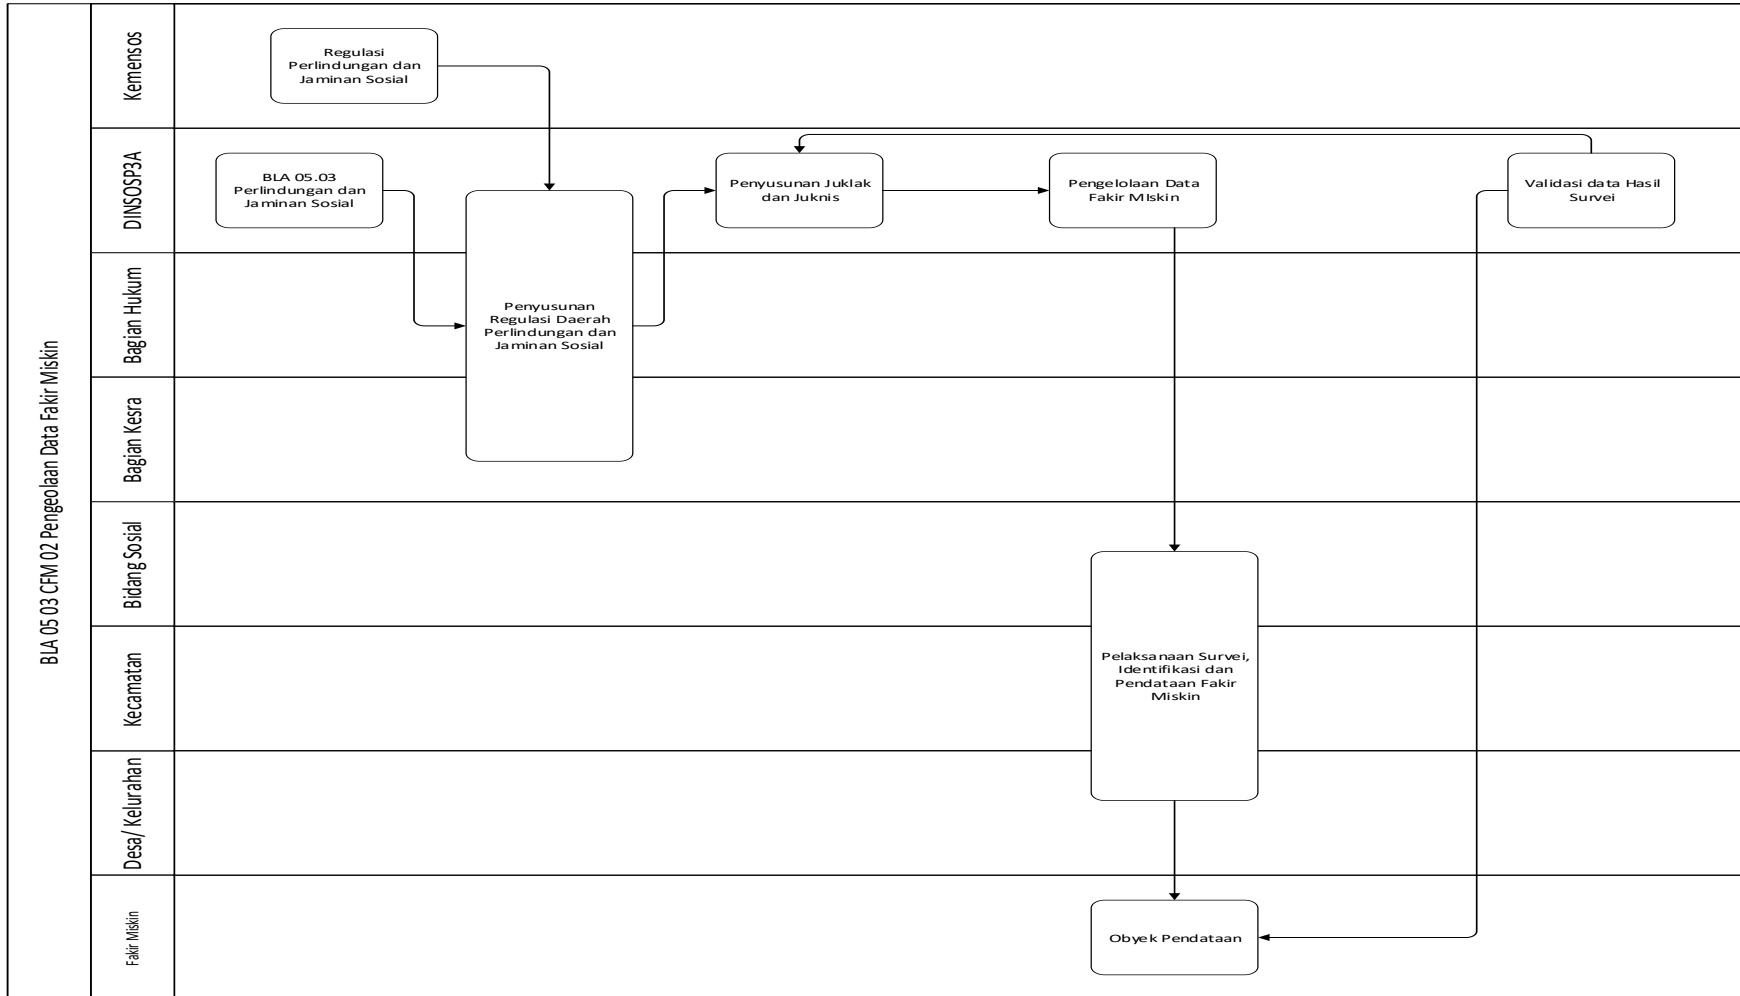 BLA 05 03 CFM 02 Pengeolaan Data Fakir Miskin
Kemensos
Regulasi
Perlindungan dan
Jaminan Sosial
DINSOSP3A
BLA 05.03
Perlindungan dan
Jaminan Sosial
Penyusunan Juklak
dan Juknis
Pengelolaan Data
Fakir MIskin
Validasi data Hasil
Survei
Bagian Hukum
Penyusunan
Regulasi Daerah
Perlindungan dan
Jaminan Sosial
Bagian Kesra
Bidang Sosial
Kecamatan
Pelaksanaan Survei,
Identifikasi dan
Pendataan Fakir
Miskin
Desa/ Kelurahan
Fakir Miskin
Obyek Pendataan